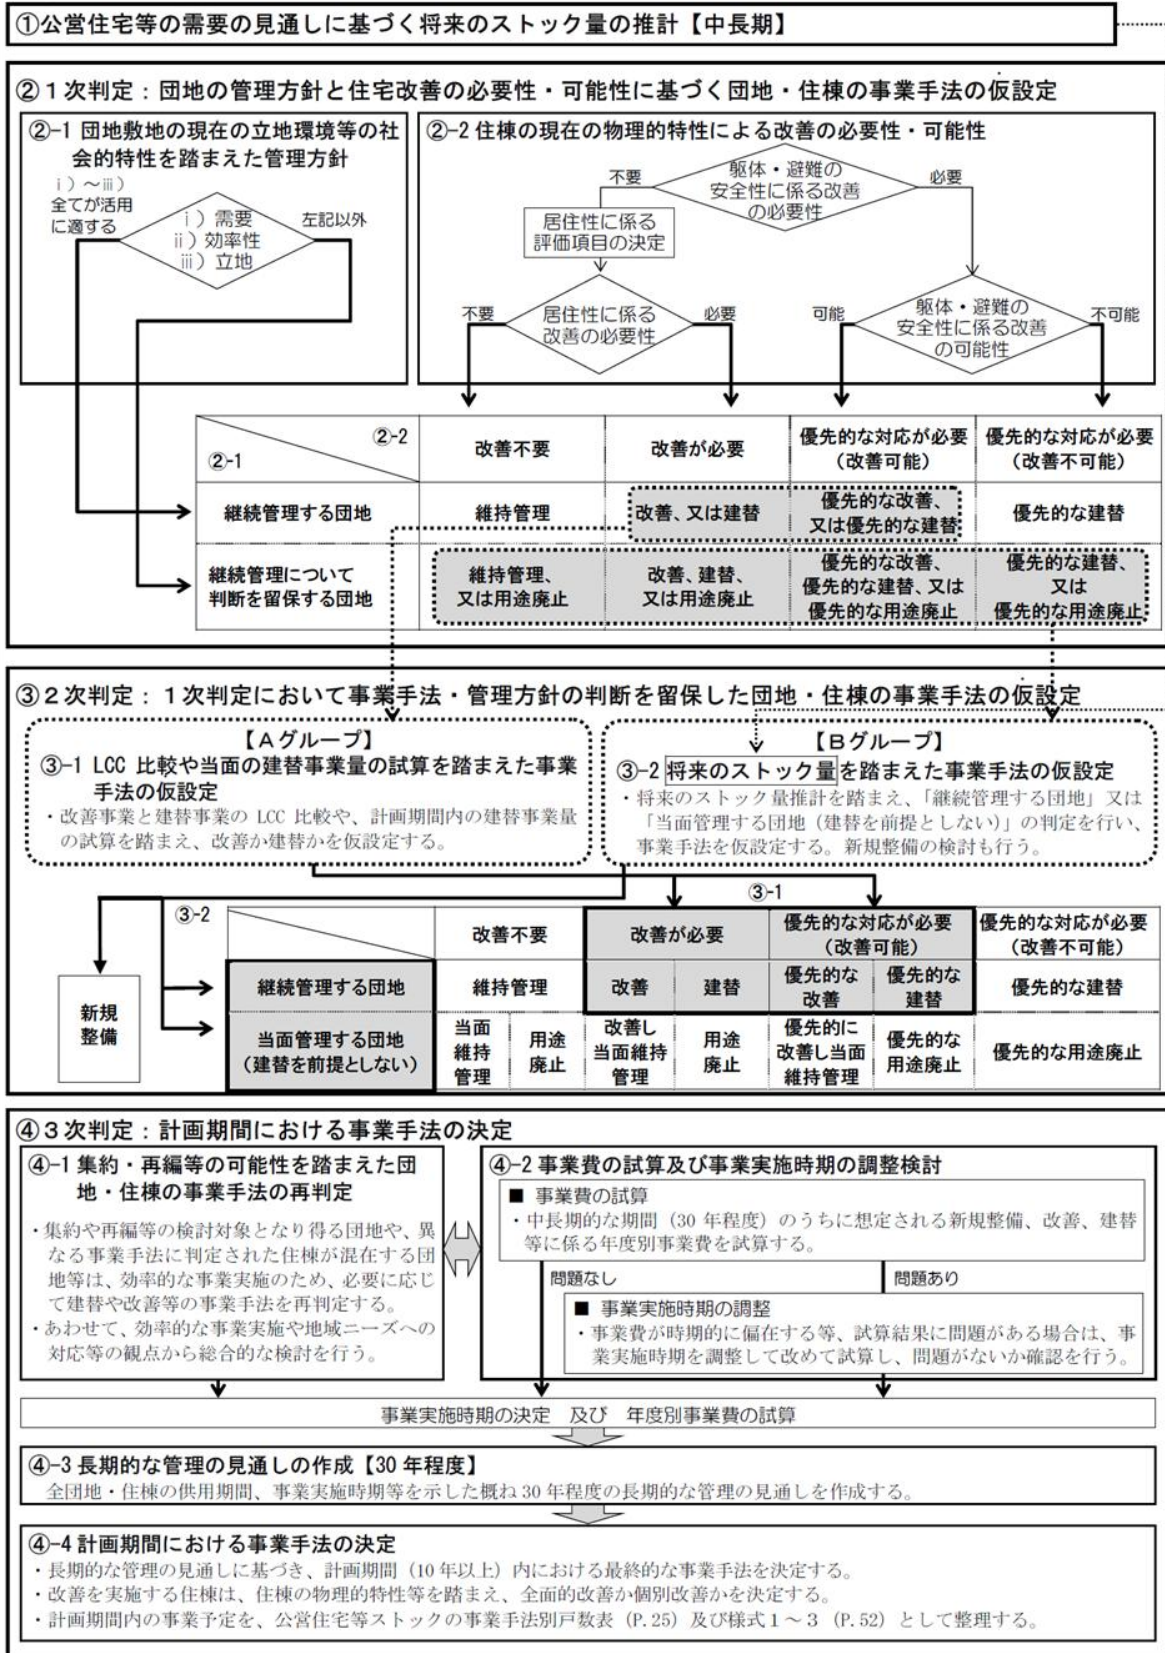 ①公営住宅等の需要の見通しに基づく将来のストック量の推計【中長期】
②１次判定：団地の管理方針と住宅改善の必要性・可能性に基づく団地・住棟の事業手法の仮設定
②-1 団地敷地の現在の立地環境等の社
会的特性を踏まえた管理方針
ⅰ）～ⅲ）
全てが活用
に適する
ⅰ）需要
ⅱ）効率性
ⅲ）立地
左記以外
②-2 住棟の現在の物理的特性による改善の必要性・可能性
不要
躯体・避難の
安全性に係る改善
の必要性
必要
居住性に係る
評価項目の決定
不要
居住性に係る
改善の必要性
必要
可能
躯体・避難の
安全性に係る改善
の可能性
不可能
②-2
②-1
改善不要
改善が必要
優先的な対応が必要
（改善可能）
優先的な対応が必要
（改善不可能）
継続管理する団地
維持管理
改善、又は建替
優先的な改善、
又は優先的な建替
優先的な建替
継続管理について
判断を留保する団地
維持管理、
又は用途廃止
改善、建替、
又は用途廃止
優先的な改善、
優先的な建替、又は
優先的な用途廃止
優先的な建替、
又は
優先的な用途廃止
③２次判定：１次判定において事業手法・管理方針の判断を留保した団地・住棟の事業手法の仮設定
【Ａグループ】
③-1 LCC 比較や当面の建替事業量の試算を踏まえた事業
手法の仮設定
・改善事業と建替事業の LCC 比較や、計画期間内の建替事業量
の試算を踏まえ、改善か建替かを仮設定する。
【Ｂグループ】
③-2 将来のストック量を踏まえた事業手法の仮設定
・将来のストック量推計を踏まえ、「継続管理する団地」又は
「当面管理する団地（建替を前提としない）」の判定を行い、
事業手法を仮設定する。新規整備の検討も行う。
③-1
③-2
改善不要
改善が必要
優先的な対応が必要
（改善可能）
優先的な対応が必要
（改善不可能）
新規
整備
継続管理する団地
維持管理
改善
建替
優先的な
改善
優先的な
建替
優先的な建替
当面管理する団地
（建替を前提としない）
当面
維持
管理
用途
廃止
改善し
当面維持
管理
用途
廃止
優先的に
改善し当面
維持管理
優先的な
用途廃止
優先的な用途廃止
④３次判定：計画期間における事業手法の決定
④-1 集約・再編等の可能性を踏まえた団
地・住棟の事業手法の再判定
・集約や再編等の検討対象となり得る団地や、異
なる事業手法に判定された住棟が混在する団
地等は、効率的な事業実施のため、必要に応じ
て建替や改善等の事業手法を再判定する。
・あわせて、効率的な事業実施や地域ニーズへの
対応等の観点から総合的な検討を行う。
④-2 事業費の試算及び事業実施時期の調整検討
■ 事業費の試算
・中長期的な期間（30 年程度）のうちに想定される新規整備、改善、建替
等に係る年度別事業費を試算する。
問題なし
問題あり
■ 事業実施時期の調整
・事業費が時期的に偏在する等、試算結果に問題がある場合は、事
業実施時期を調整して改めて試算し、問題がないか確認を行う。
事業実施時期の決定　及び　年度別事業費の試算
④-3 長期的な管理の見通しの作成【30 年程度】
全団地・住棟の供用期間、事業実施時期等を示した概ね 30 年程度の長期的な管理の見通しを作成する。
④-4 計画期間における事業手法の決定
・長期的な管理の見通しに基づき、計画期間（10 年以上）内における最終的な事業手法を決定する。
・改善を実施する住棟は、住棟の物理的特性等を踏まえ、全面的改善か個別改善かを決定する。
・計画期間内の事業予定を、公営住宅等ストックの事業手法別戸数表（P.25）及び様式１～３（P.52）として整理する。